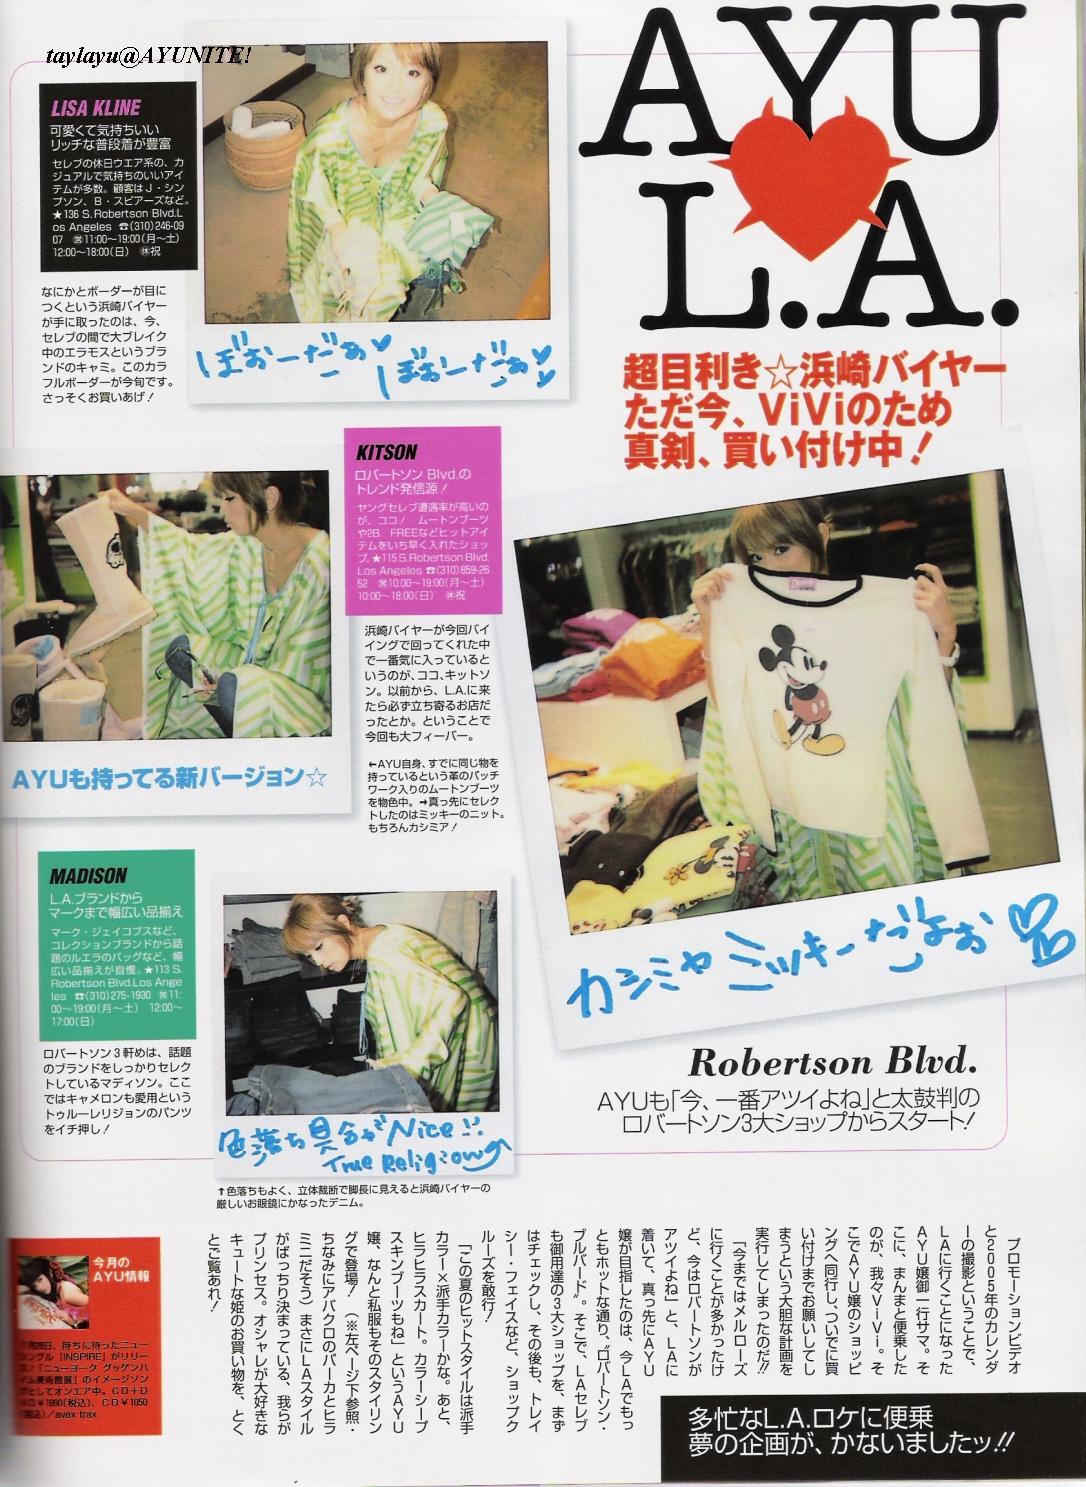 taylayu@AYUNITE!
AYU
L.A.
超目利き☆浜崎バイヤー
ただ今、ViViのため
真剣、買い付け中！
LISA KLINE
可愛くて気持ちいい
リッチな普段着が豊富
セレブの休日ウエア系の、カ
ジュアルで気持ちのいいアイ
テムが多数。顧客はJ・シン
プソン、B・スピアーズなど。
★136 S.Robertson Blvd.L
os Angeles ☎(310)246-09
07 ㊂11:00〜19:00(月〜土)
12:00〜18:00(日) ㊡祝
なにかとボーダーが目に
つくという浜崎バイヤー
が手に取ったのは、今、
セレブの間で大ブレイク
中のエラモスというブラ
ンドのキャミ。このカラ
フルボーダーが今旬です。
さっそくお買いあげ！
ぼぉーだぁ♡
ぼぉーだぁ♡
KITSON
ロバートソン Blvd.の
トレンド発信源！
ヤングセレブ遭遇率が高いの
が、ココ！ ムートンブーツ
や2B FREEなどヒットアイ
テムをいち早く入れたショッ
プ。★115 S.Robertson Blvd.
Los Angeles ☎(310)859-26
52 ㊂10:00〜19:00(月〜土)
10:00〜18:00(日) ㊡祝
浜崎バイヤーが今回バイ
イングで回ってくれた中
で一番気に入っていると
いうのが、ココ、キットソ
ン。以前から、L.A.に来
たら必ず立ち寄るお店だ
ったとか。ということで
今回も大フィーバー。
←AYU自身、すでに同じ物を
持っているという革のパッチ
ワーク入りのムートンブーツ
を物色中。➡真っ先にセレク
トしたのはミッキーのニット。
もちろんカシミア！
AYUも持ってる新バージョン☆
カシミヤ ミッキーだよぉ♡
MADISON
L.A.ブランドから
マークまで幅広い品揃え
マーク・ジェイコブスなど、
コレクションブランドから話
題のルエラのバッグなど、幅
広い品揃えが自慢。★113 S.
Robertson Blvd.Los Ange
les ☎(310)275-1930 ㊂11:
00〜19:00(月〜土) 12:00〜
17:00(日)
ロバートソン3軒めは、話題
のブランドをしっかりセレク
トしているマディソン。ここ
ではキャメロンも愛用という
トゥルーレリジョンのパンツ
をイチ押し！
色落ち具合がNice!!
True Religion
↑色落ちもよく、立体裁断で脚長に見えると浜崎バイヤーの
厳しいお眼鏡にかなったデニム。
Robertson Blvd.
AYUも「今、一番アツイよね」と太鼓判の
ロバートソン3大ショップからスタート！
プロモーションビデオ
と2005年のカレンダ
ーの撮影ということで、
LAに行くことになった
AYU嬢御一行サマ。そ
こに、まんまと便乗した
のが、我々ViVi。そ
こでAYU嬢のショッピ
ングへ同行し、ついでに買
い付けまでお願いしてし
まうという大胆な計画を
実行してしまったのだ!!
「今まではメルローズ
に行くことが多かったけ
ど、今はロバートソンが
アツイよね」と、LAに
着いて、真っ先にAYU
嬢が目指したのは、今LAでもっ
ともホットな通り、〝ロバートソン・
ブルバード〟。そこで、LAセレブ
も御用達の3大ショップを、まず
はチェックし、その後も、トレイ
シー・フェイスなど、ショップク
ルーズを敢行！
「この夏のヒットスタイルは派手
カラー×派手カラーかな。あと、
ヒラヒラスカート。カラーシープ
スキンブーツもね」というAYU
嬢、なんと私服もそのスタイリン
グで登場！（※左ページ下参照・
ちなみにアバクロのパーカとヒラ
ミニだそう）まさにLAスタイル
がばっちり決まっている、我らが
プリンセス。オシャレが大好きな
キュートな姫のお買い物を、とく
とご覧あれ！
多忙なL.A.ロケに便乗
夢の企画が、かないましたッ!!
今月の
AYU情報
月28日、待ちに待ったニュー
シングル「INSPIRE」がリリー
ス！「ニューヨーク グッゲンハ
イム美術館展」のイメージソン
グとしてオンエア中。CD+D
VD¥1890(税込)、CD¥1050
(税込)/avex trax